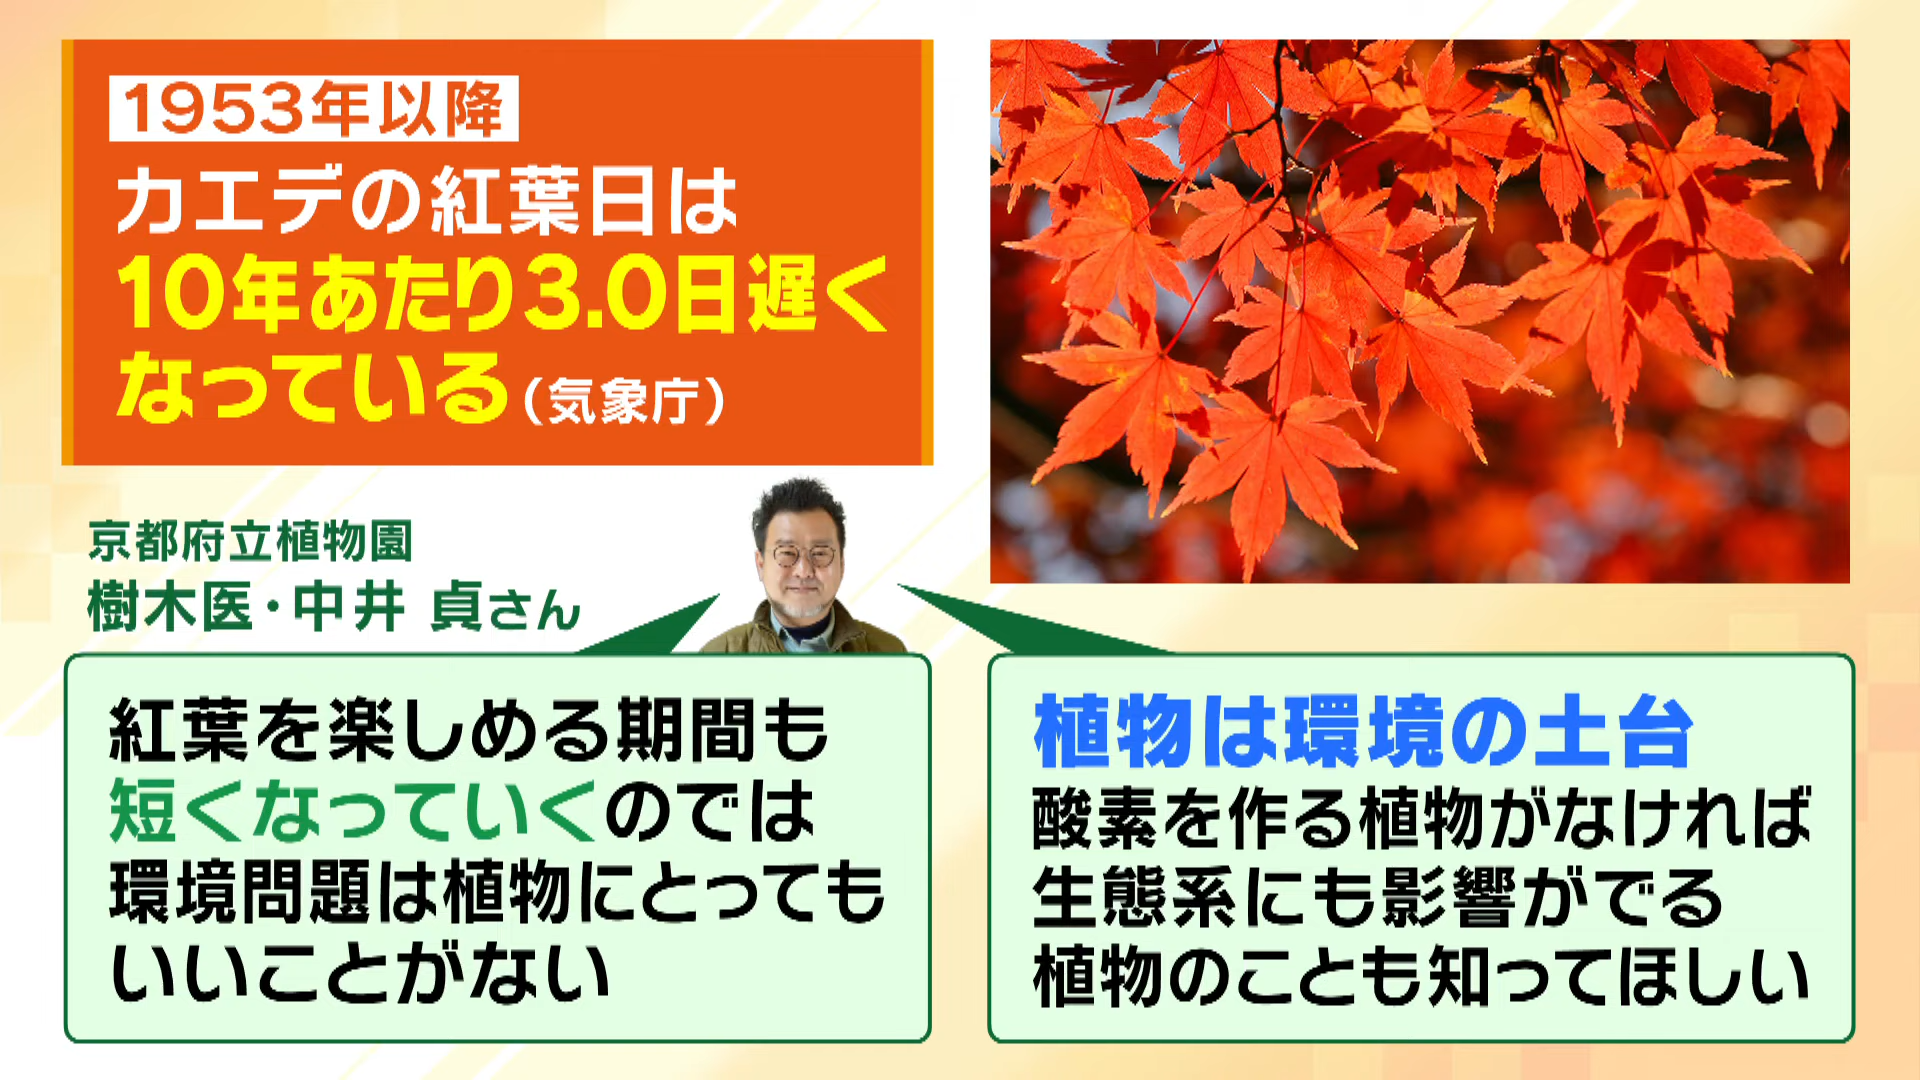 1953年以降
カエデの紅葉日は
10年あたり3.0日遅く
なっている(気象庁)
京都府立植物園
樹木医・中井 貞さん
紅葉を楽しめる期間も
短くなっていくのでは
環境問題は植物にとっても
いいことがない
植物は環境の土台
酸素を作る植物がなければ
生態系にも影響がでる
植物のことも知ってほしい